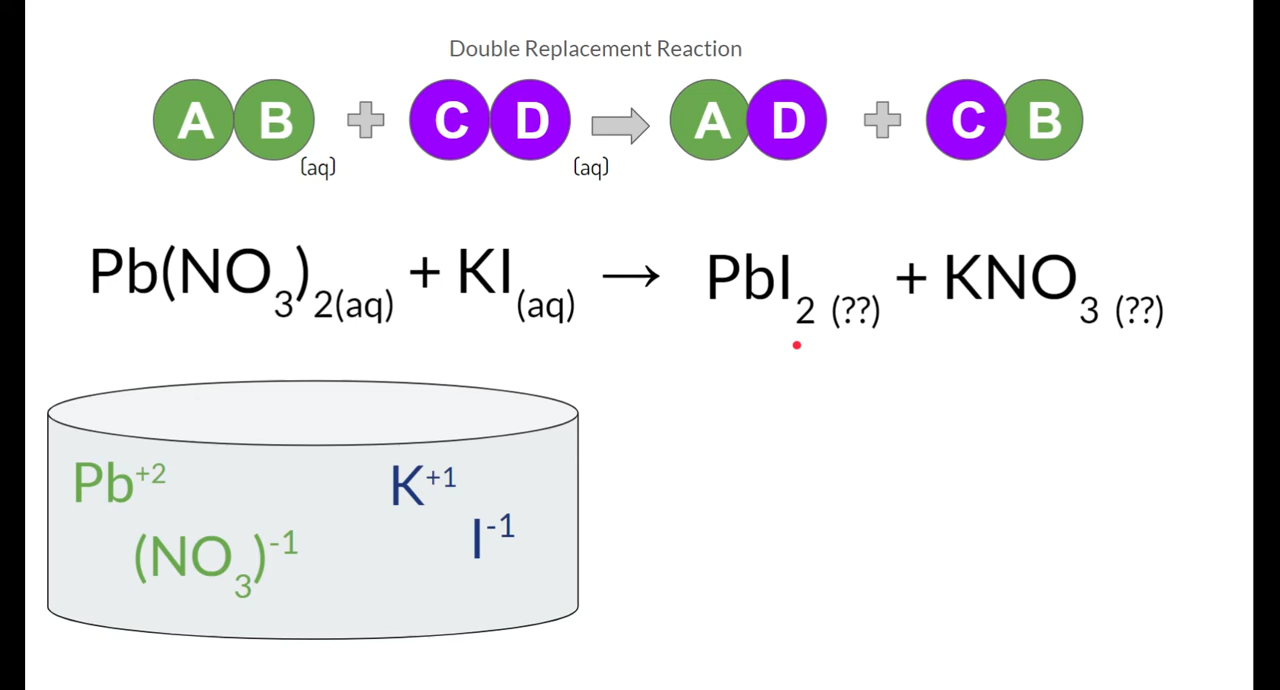 Double Replacement Reaction
A B (aq) + C D (aq) → A D + C B
Pb(NO₃)₂(aq) + KI(aq) → PbI₂ (??) + KNO₃ (??)
Pb⁺² K⁺¹
(NO₃)⁻¹ I⁻¹